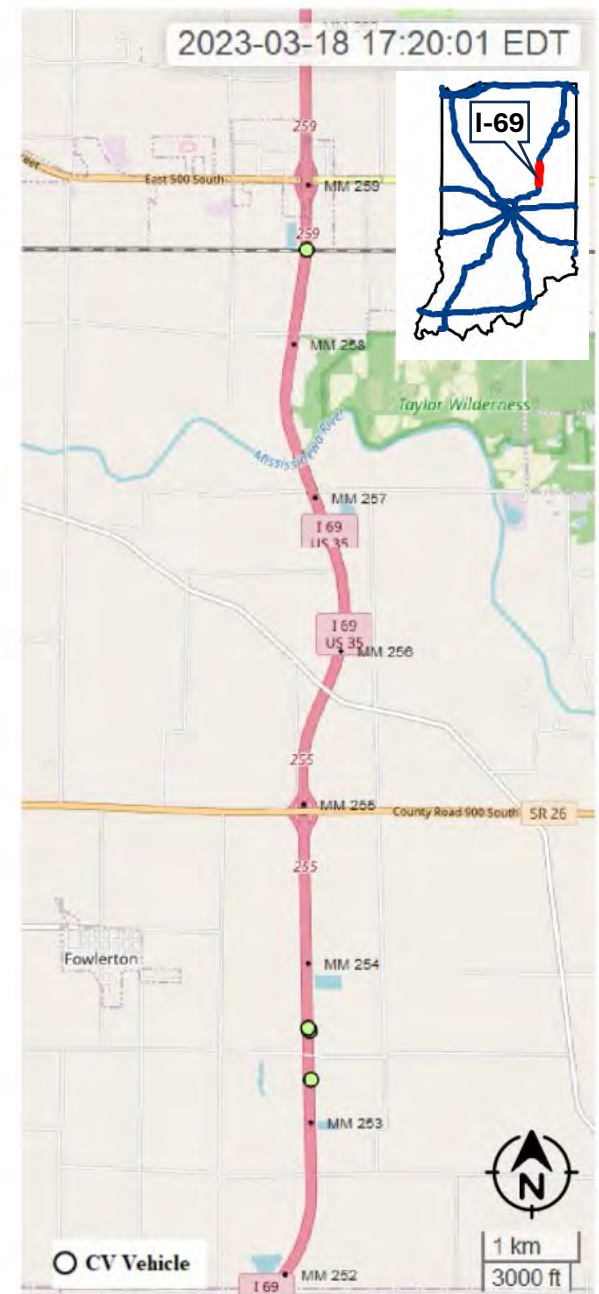 2023-03-18 17:20:01 EDT
I-69
259
East 500 South
MM 259
259
MM 258
Taylor Wilderness
Mississinewa River
MM 257
I 69
US 35
I 69
US 35
MM 256
255
MM 255
County Road 900 South
SR 26
255
Fowlerton
MM 254
MM 253
N
CV Vehicle
1 km
3000 ft
MM 252
I 69